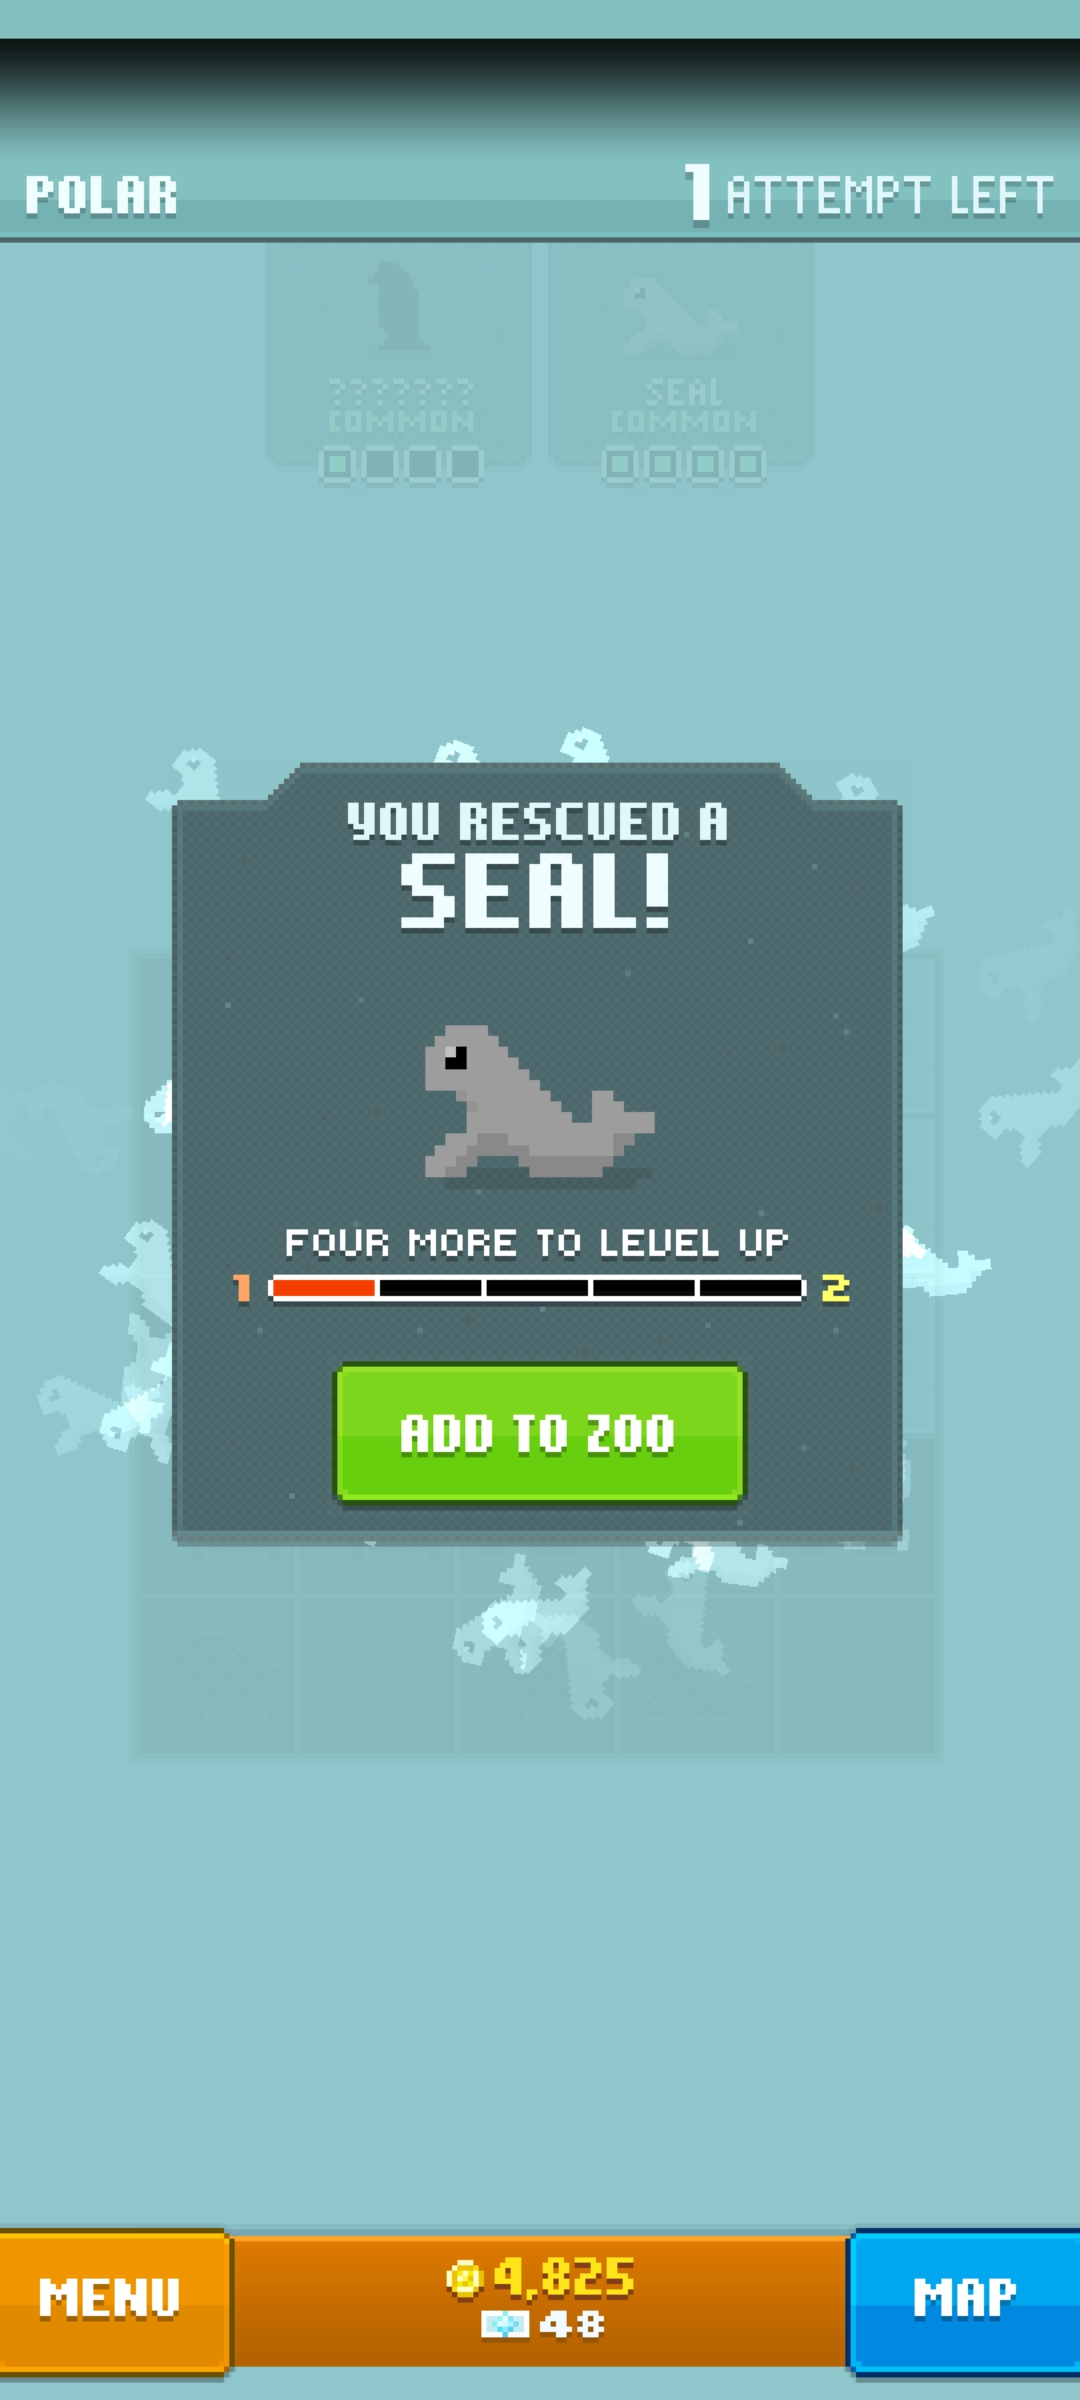 POLAR
1 ATTEMPT LEFT
???????
COMMON
SEAL
COMMON
YOU RESCUED A
SEAL!
FOUR MORE TO LEVEL UP
1 2
ADD TO ZOO
MENU
4,825
48
MAP